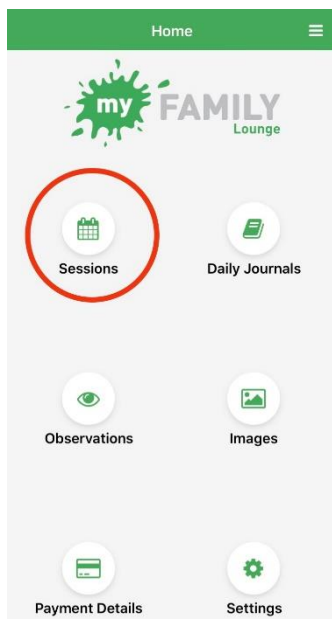 Home
my FAMILY
Lounge
Sessions
Daily Journals
Observations
Images
Payment Details
Settings